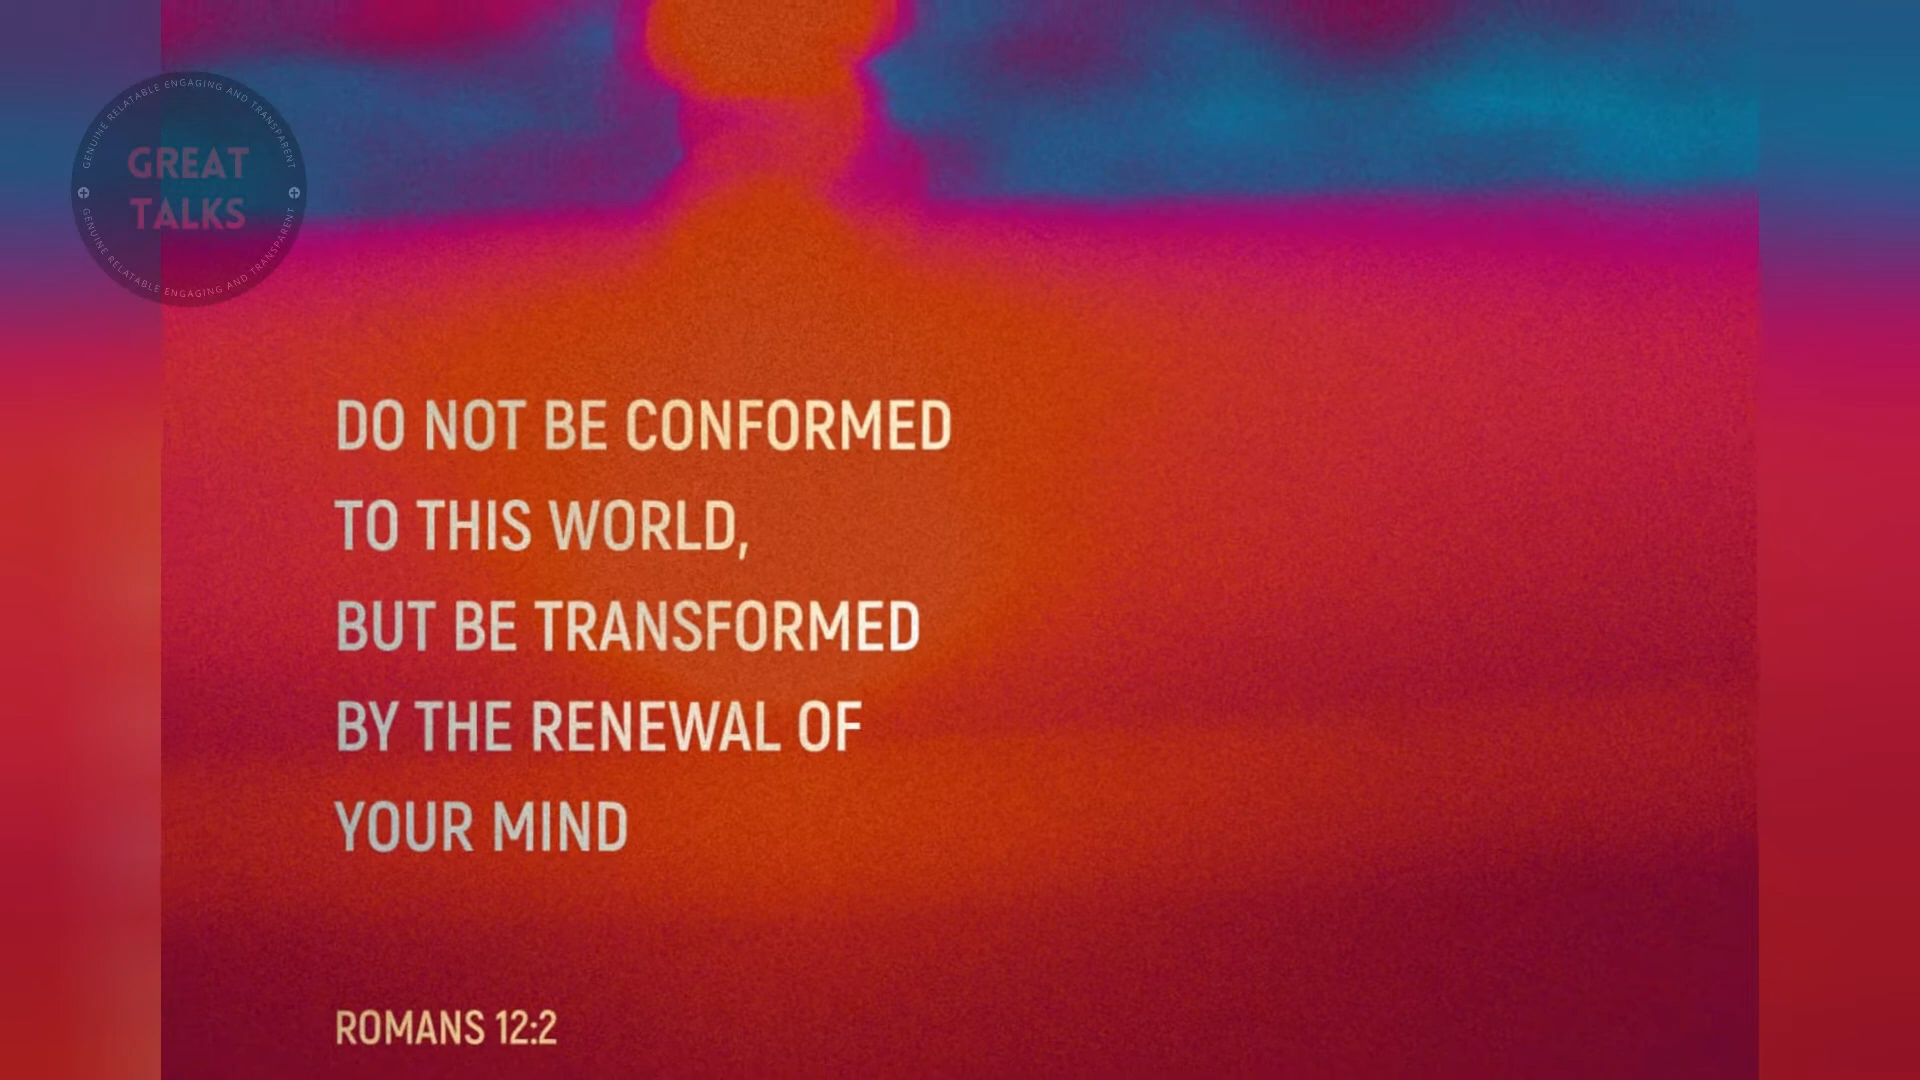 GENUINE RELATABLE ENGAGING AND TRANSPARENT
GREAT
TALKS
GENUINE RELATABLE ENGAGING AND TRANSPARENT
DO NOT BE CONFORMED
TO THIS WORLD,
BUT BE TRANSFORMED
BY THE RENEWAL OF
YOUR MIND
ROMANS 12:2